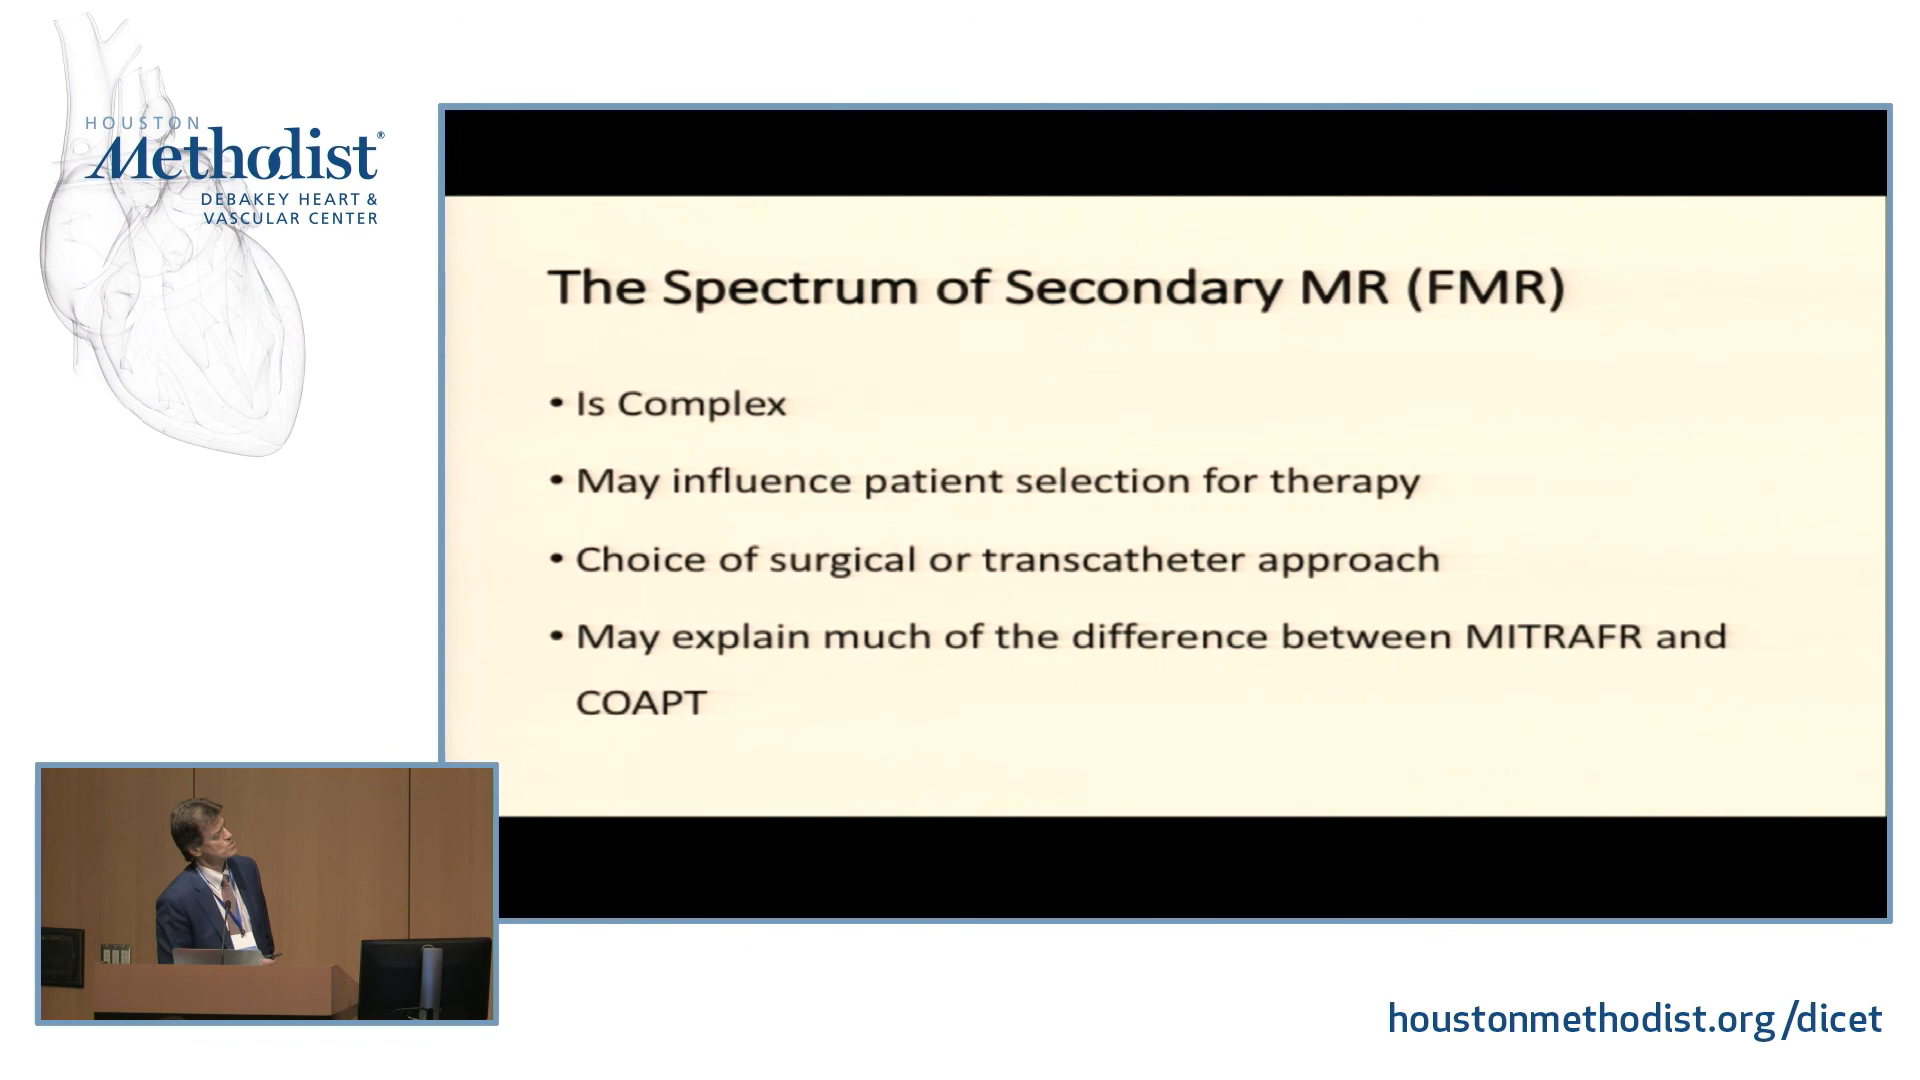 HOUSTON
Methodist®
DEBAKEY HEART &
VASCULAR CENTER
The Spectrum of Secondary MR (FMR)
• Is Complex
• May influence patient selection for therapy
• Choice of surgical or transcatheter approach
• May explain much of the difference between MITRAFR and
COAPT
houstonmethodist.org/dicet